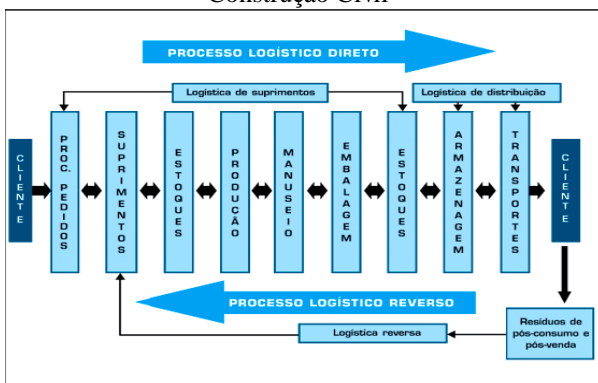 Construção Civil
PROCESSO LOGÍSTICO DIRETO
Logística de suprimentos
Logística de distribuição
CLIENTE
PROC. PEDIDOS
SUPRIMENTOS
ESTOQUES
PRODUÇÃO
MANUSEIO
EMBALAGEM
ESTOQUES
ARMAZENAGEM
TRANSPORTES
CLIENTE
PROCESSO LOGÍSTICO REVERSO
Logística reversa
Resíduos de
pós-consumo e
pós-venda